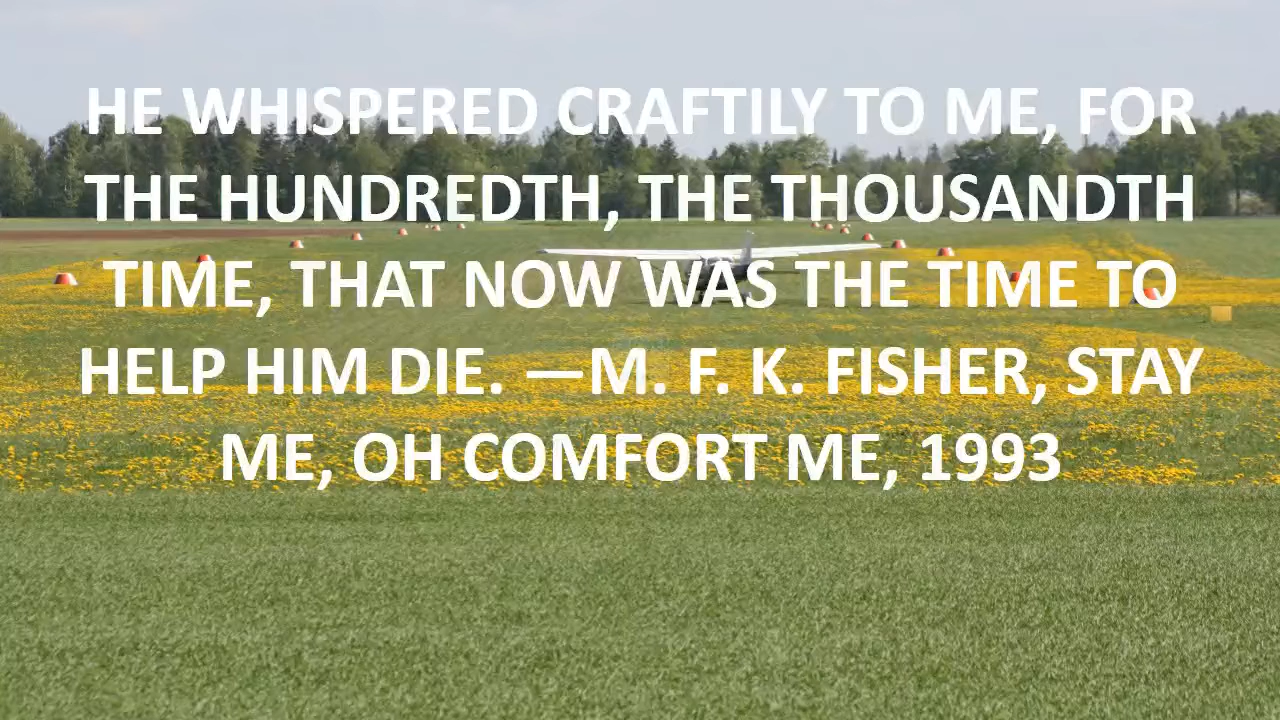 HE WHISPERED CRAFTILY TO ME, FOR
THE HUNDREDTH, THE THOUSANDTH
TIME, THAT NOW WAS THE TIME TO
HELP HIM DIE. —M. F. K. FISHER, STAY
ME, OH COMFORT ME, 1993